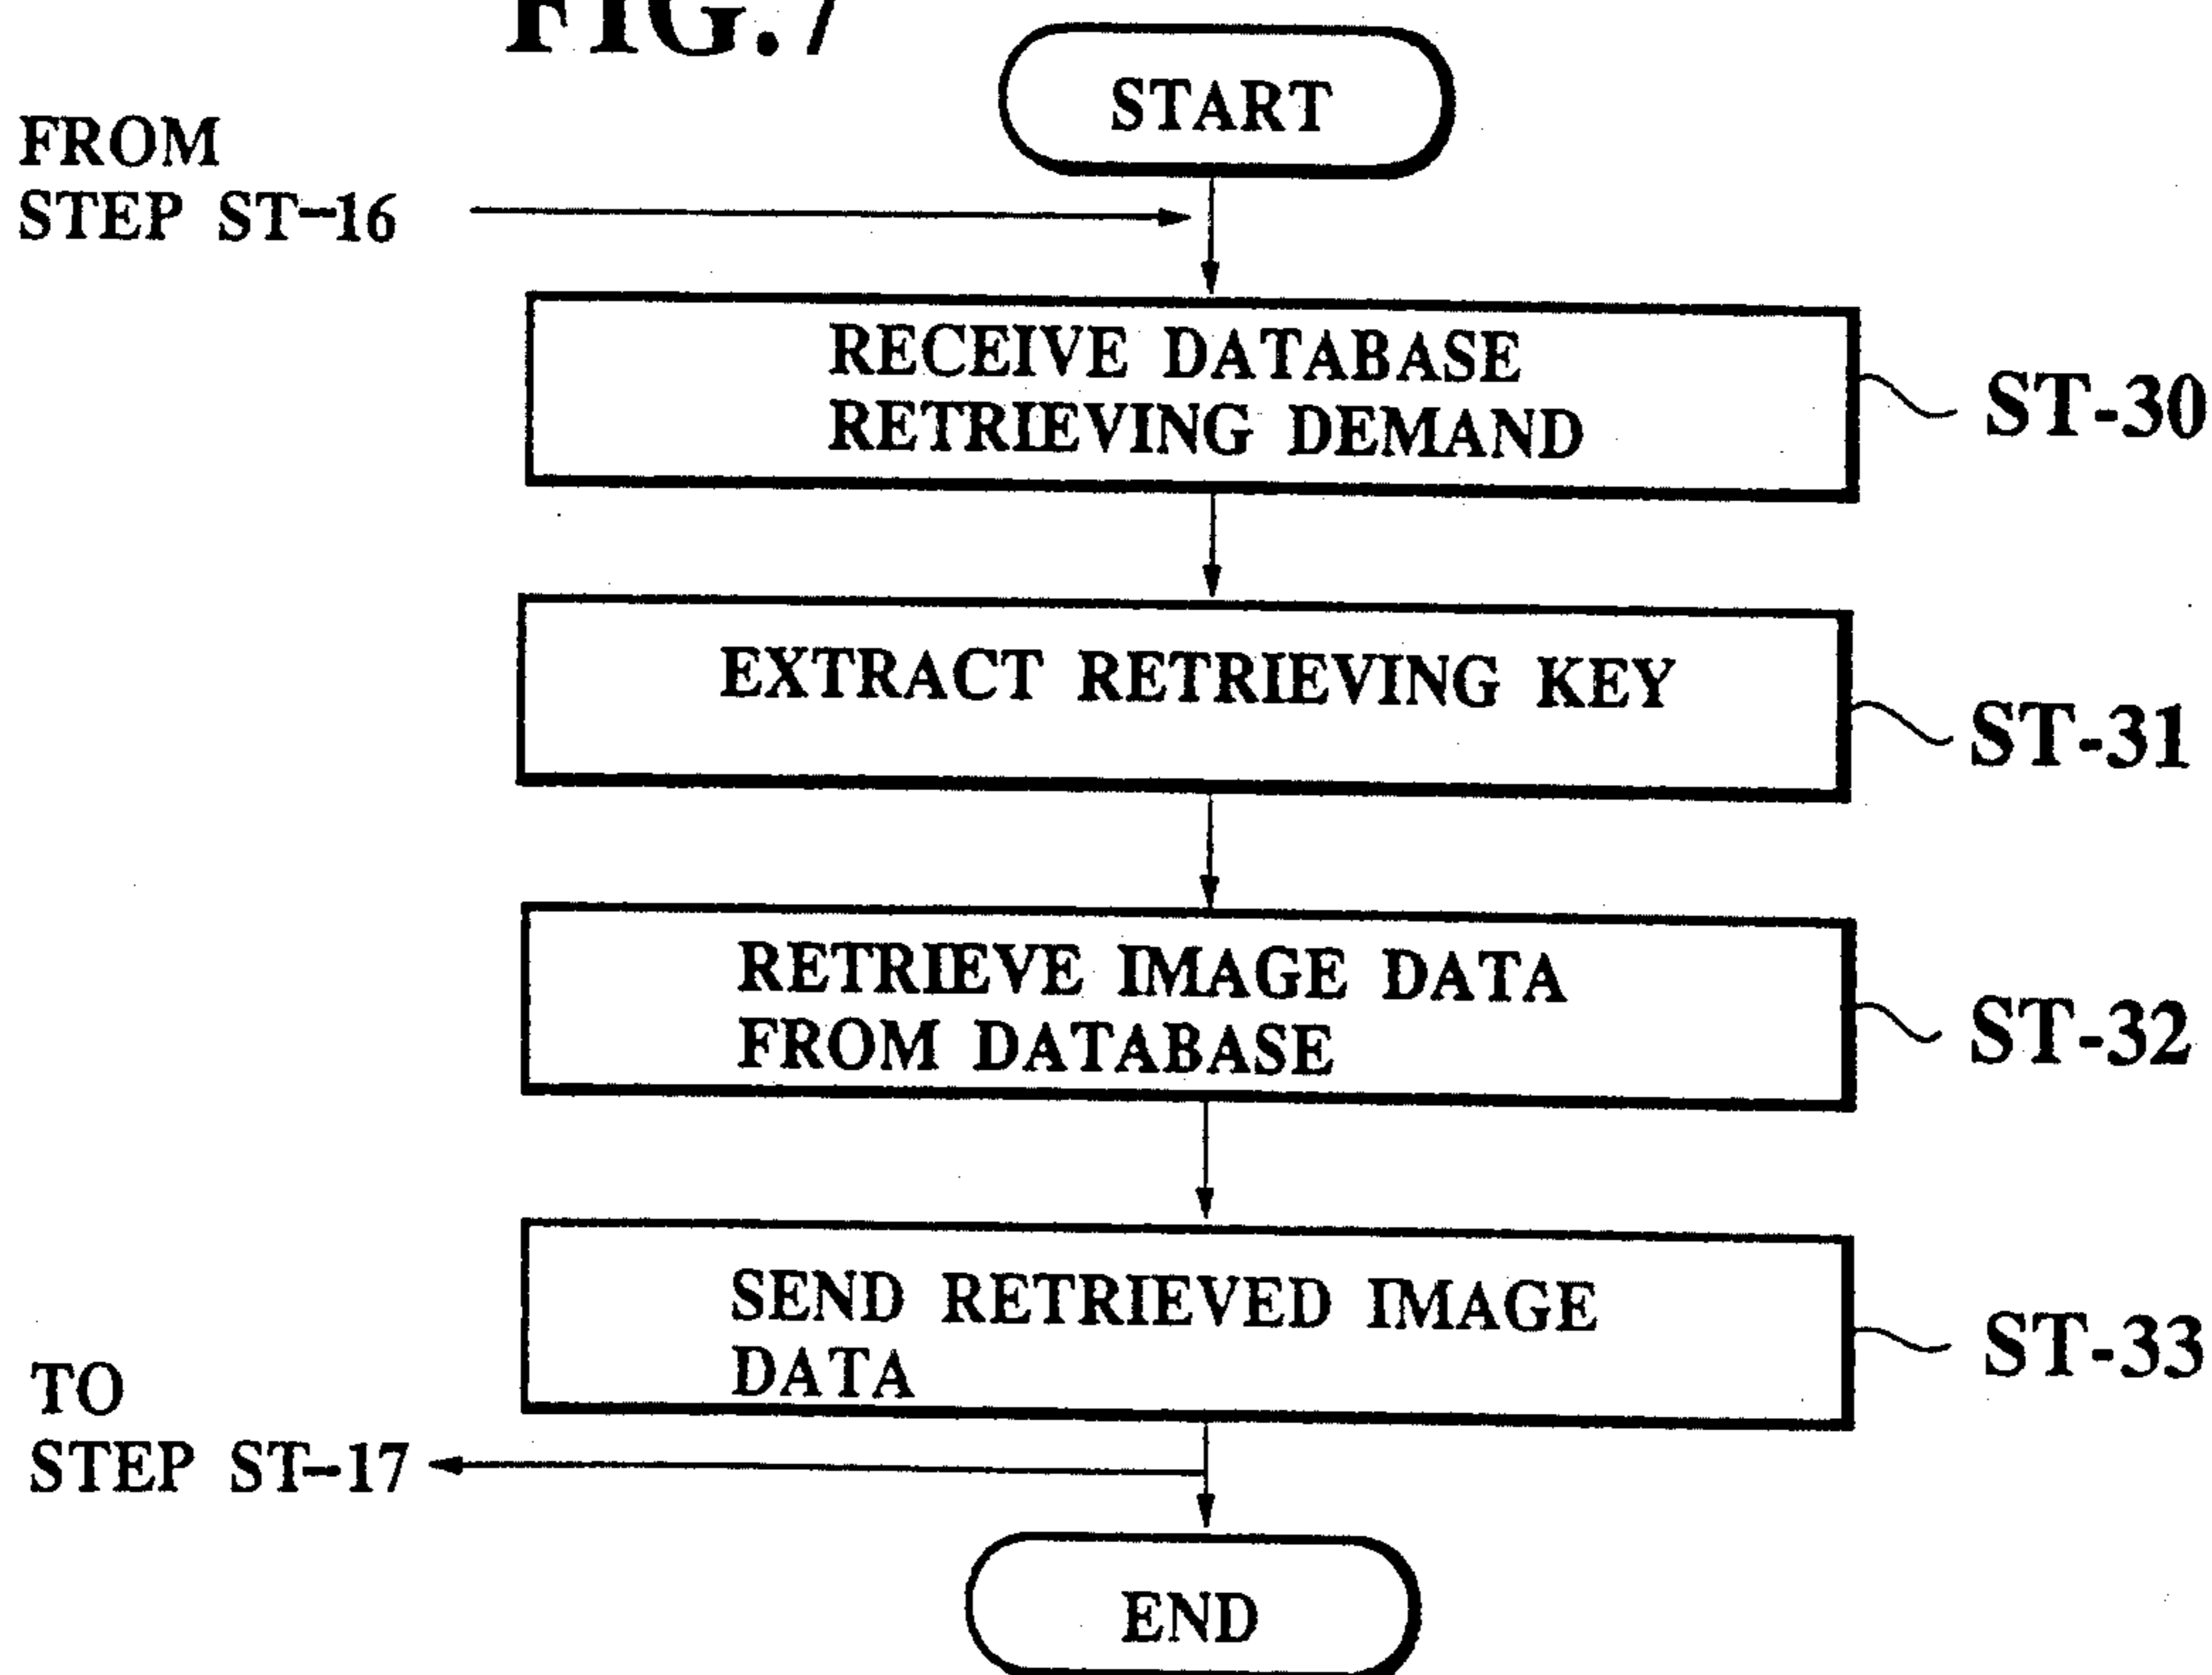 FIG.7
START
FROM
STEP ST-16
RECEIVE DATABASE
RETRIEVING DEMAND
ST-30
EXTRACT RETRIEVING KEY
ST-31
RETRIEVE IMAGE DATA
FROM DATABASE
ST-32
SEND RETRIEVED IMAGE
DATA
ST-33
TO
STEP ST-17
END